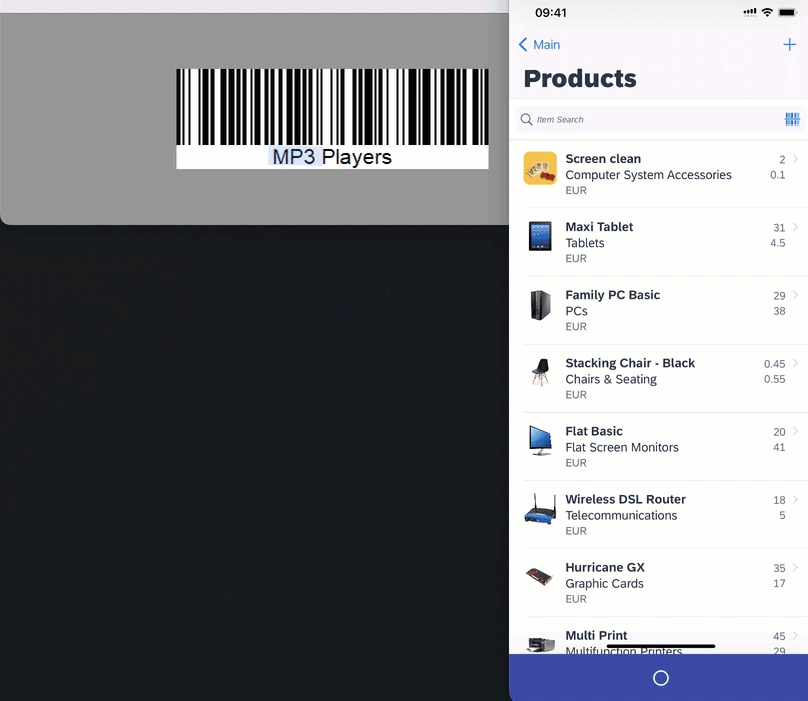 MP3 Players
09:41
Main
+
Products
Item Search
Screen clean
2
Computer System Accessories
0.1
EUR
Maxi Tablet
31
Tablets
4.5
EUR
Family PC Basic
29
PCs
38
EUR
Stacking Chair - Black
0.45
Chairs & Seating
0.55
EUR
Flat Basic
20
Flat Screen Monitors
41
EUR
Wireless DSL Router
18
Telecommunications
5
EUR
Hurricane GX
35
Graphic Cards
17
EUR
Multi Print
45
Multifunction Printers
29